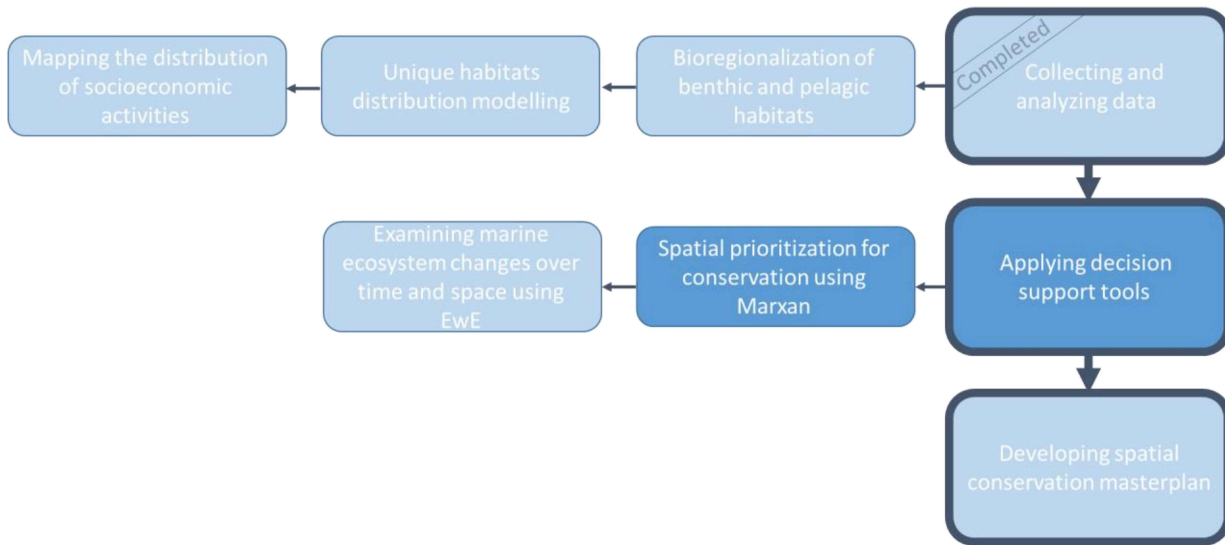 Mapping the distribution
of socioeconomic
activities
Unique habitats
distribution modelling
Bioregionalization of
benthic and pelagic
habitats
Completed
Collecting and
analyzing data
Examining marine
ecosystem changes over
time and space using
EwE
Spatial prioritization for
conservation using
Marxan
Applying decision
support tools
Developing spatial
conservation masterplan